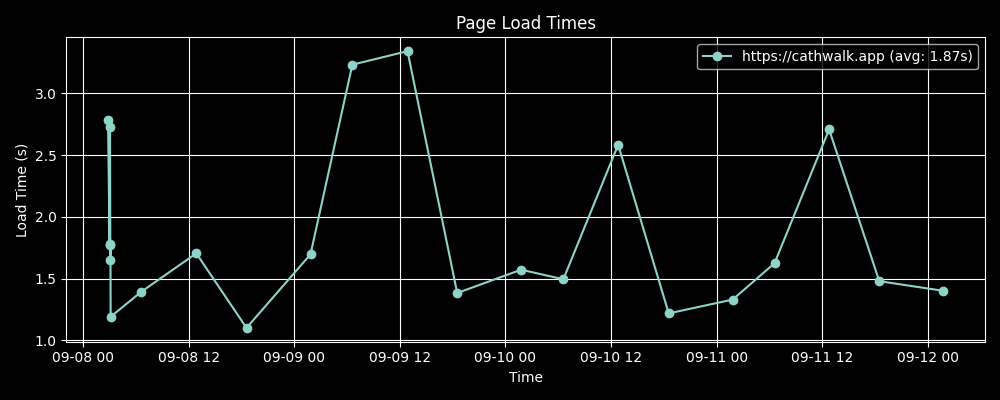 Page Load Times
https://cathwalk.app (avg: 1.87s)
Load Time (s)
3.0
2.5
2.0
1.5
1.0
09-08 00 09-08 12 09-09 00 09-09 12 09-10 00 09-10 12 09-11 00 09-11 12 09-12 00
Time